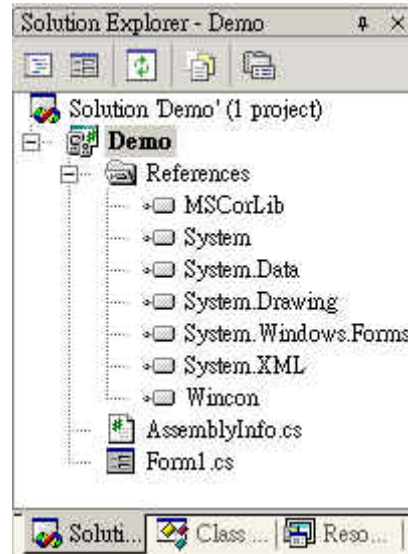 Solution Explorer - Demo
Solution 'Demo' (1 project)
Demo
References
MSCorLib
System
System.Data
System.Drawing
System.Windows.Forms
System.XML
Wincon
AssemblyInfo.cs
Form1.cs
Soluti... Class ... Reso...